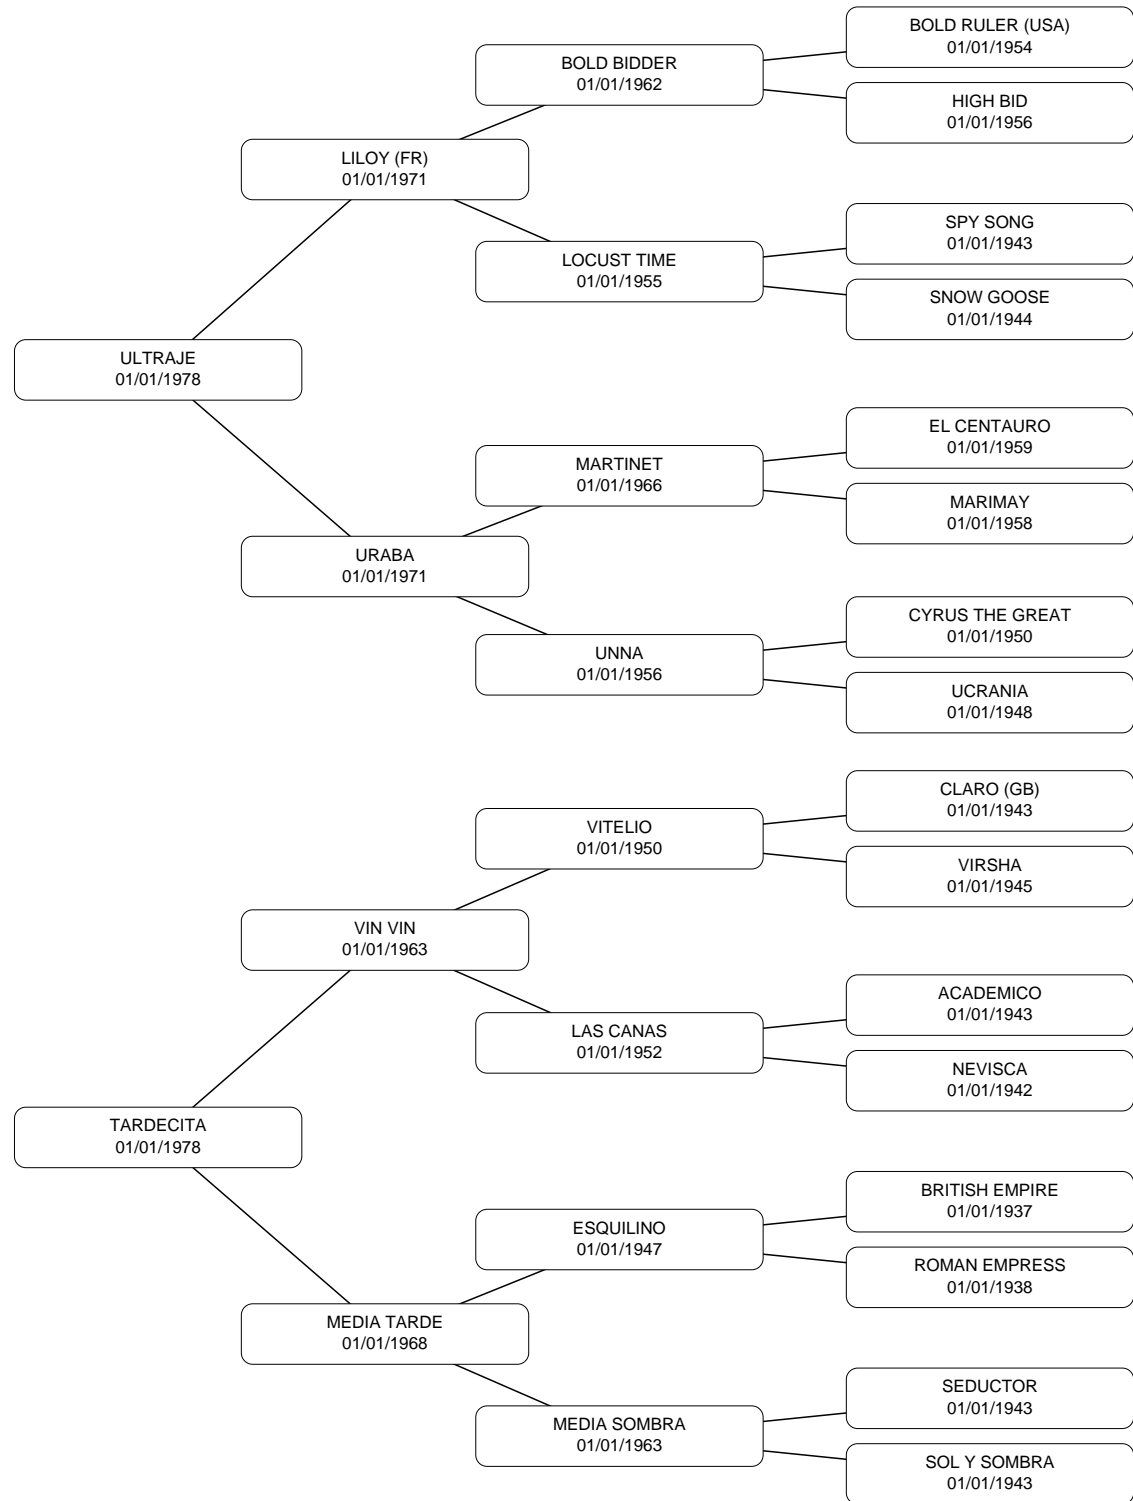 BOLD RULER (USA)
01/01/1954
BOLD BIDDER
01/01/1962
HIGH BID
01/01/1956
LILOY (FR)
01/01/1971
SPY SONG
01/01/1943
LOCUST TIME
01/01/1955
SNOW GOOSE
01/01/1944
ULTRAJE
01/01/1978
EL CENTAURO
01/01/1959
MARTINET
01/01/1966
MARIMAY
01/01/1958
URABA
01/01/1971
CYRUS THE GREAT
01/01/1950
UNNA
01/01/1956
UCRANIA
01/01/1948
CLARO (GB)
01/01/1943
VITELIO
01/01/1950
VIRSHA
01/01/1945
VIN VIN
01/01/1963
ACADEMICO
01/01/1943
LAS CANAS
01/01/1952
NEVISCA
01/01/1942
TARDECITA
01/01/1978
BRITISH EMPIRE
01/01/1937
ESQUILINO
01/01/1947
ROMAN EMPRESS
01/01/1938
MEDIA TARDE
01/01/1968
SEDUCTOR
01/01/1943
MEDIA SOMBRA
01/01/1963
SOL Y SOMBRA
01/01/1943